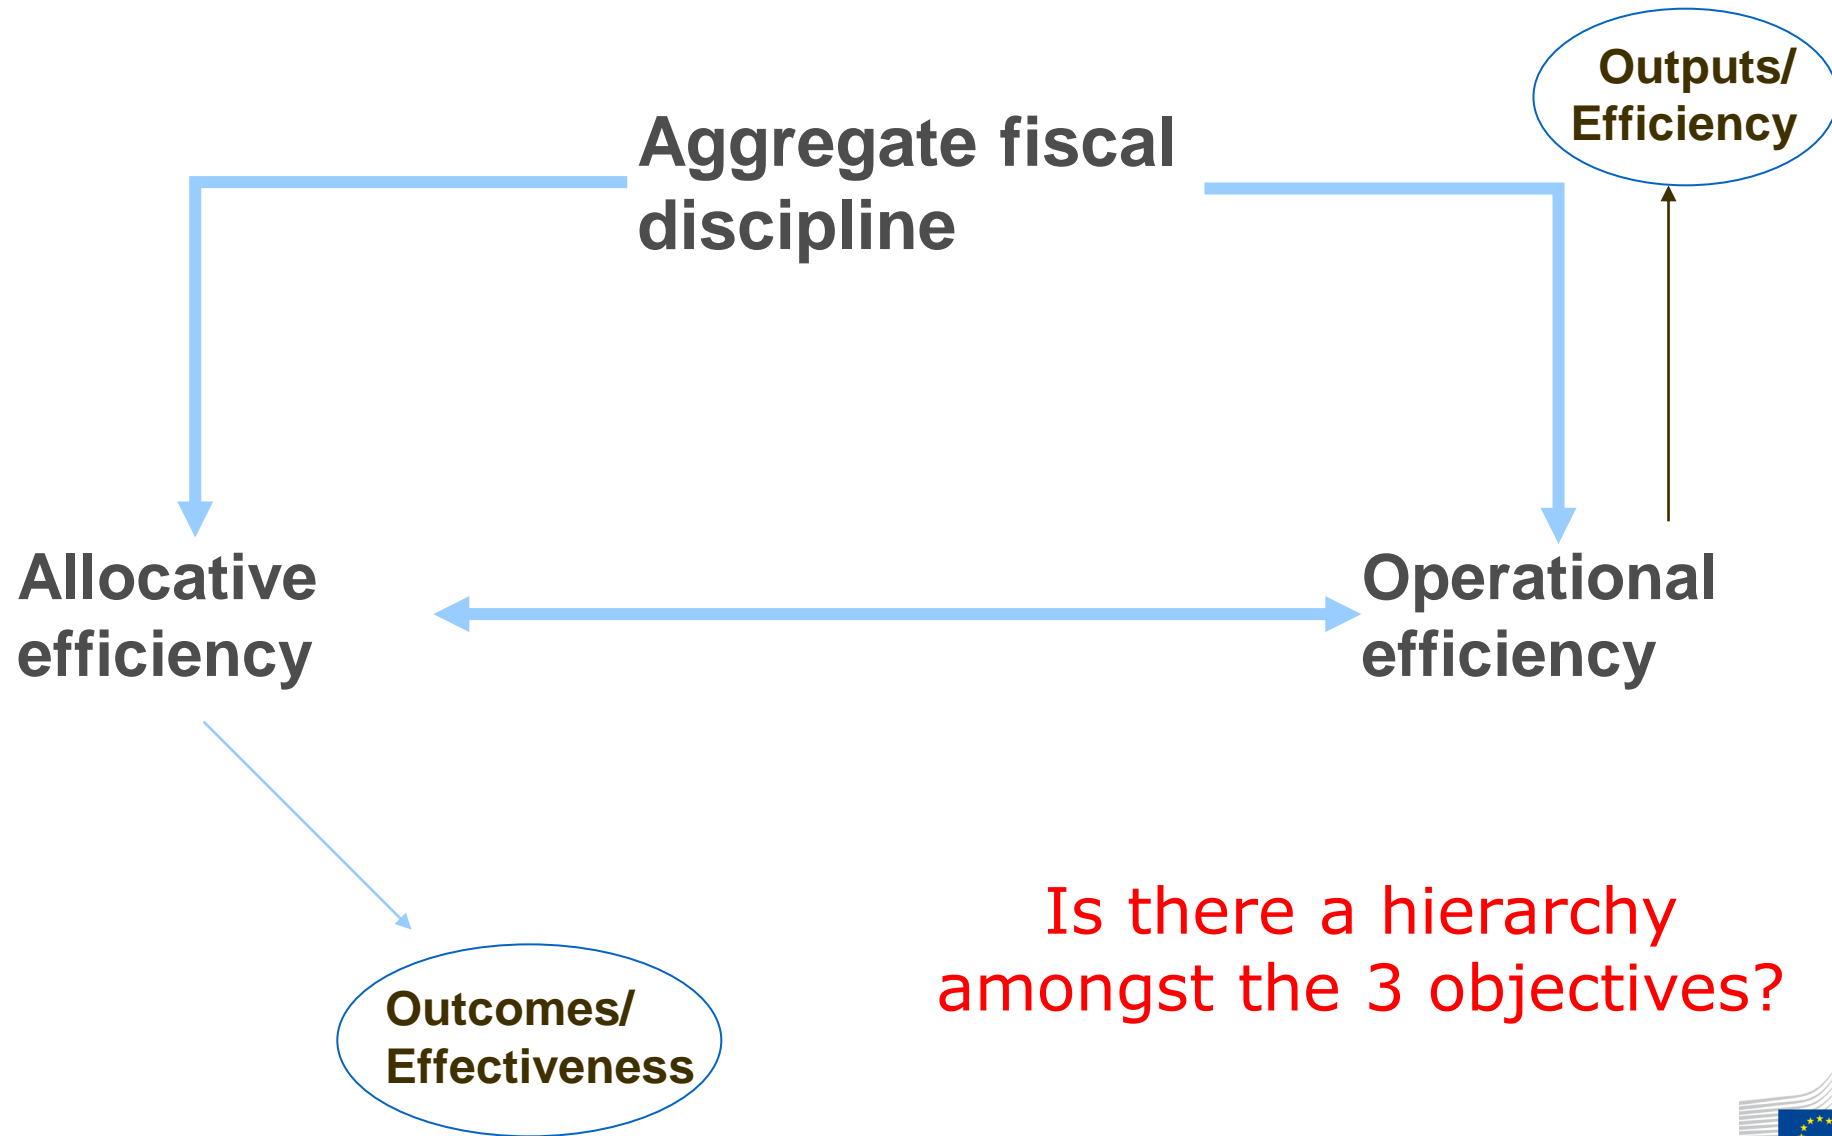 Outputs/
Efficiency
Aggregate fiscal
discipline
Allocative
efficiency
Operational
efficiency
Is there a hierarchy
amongst the 3 objectives?
Outcomes/
Effectiveness